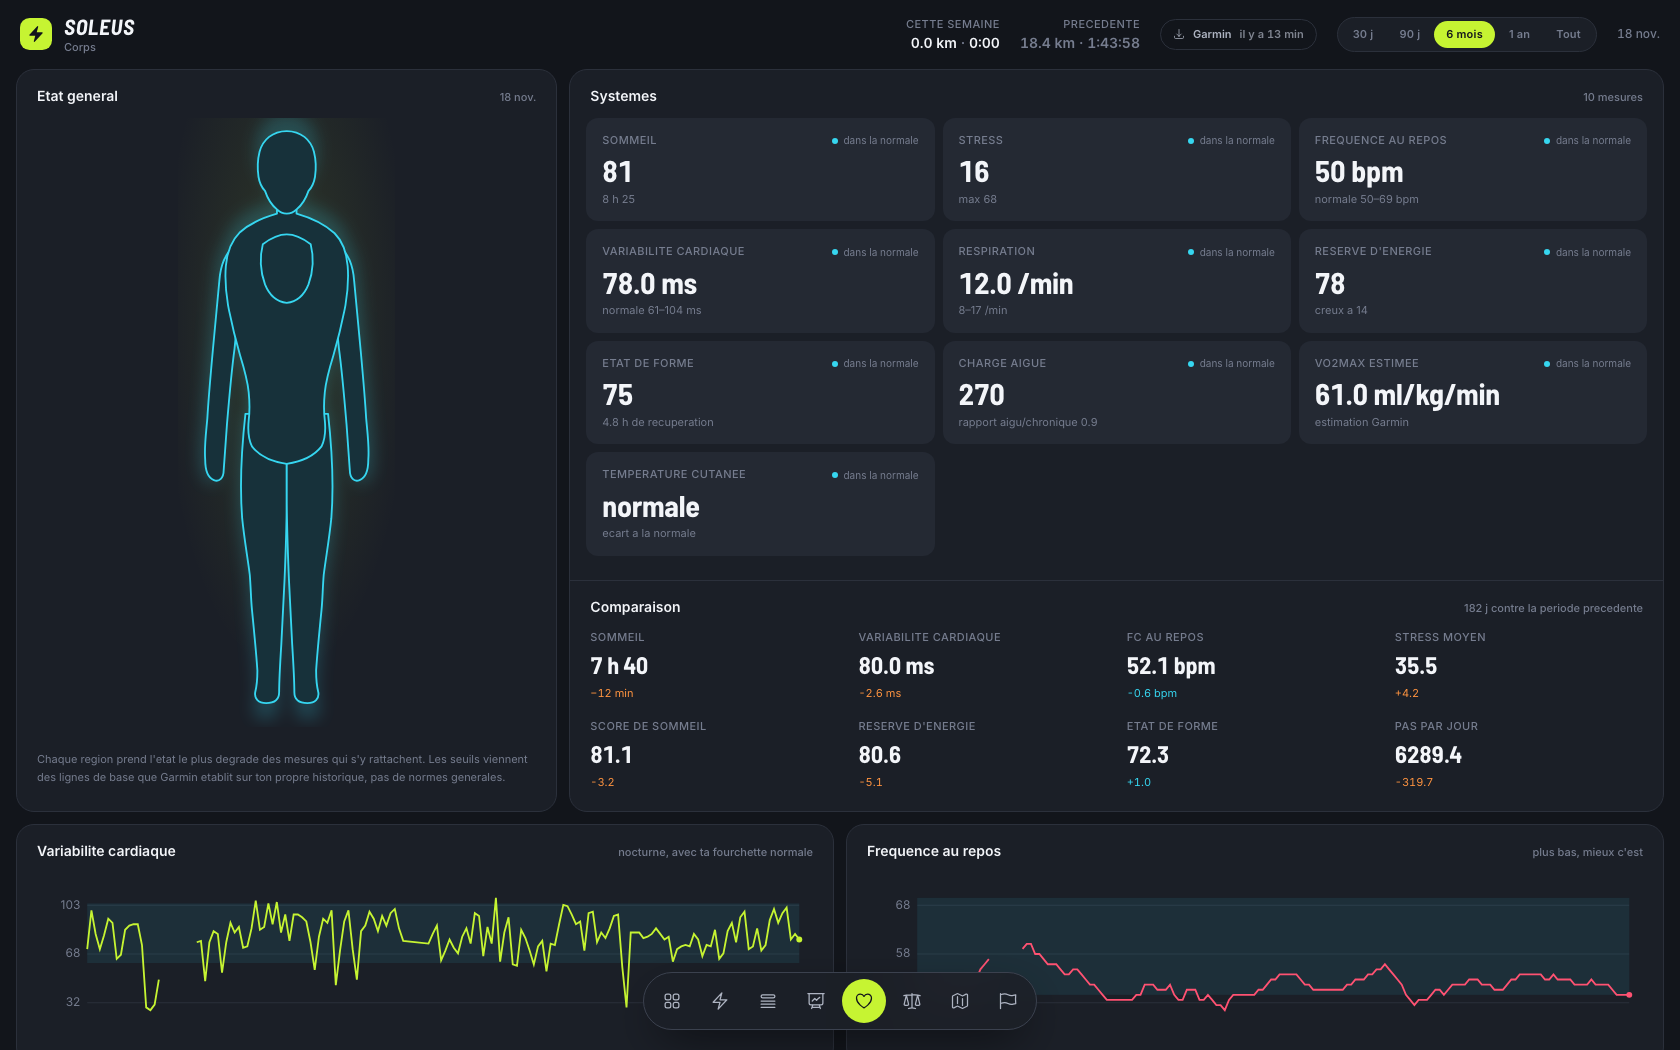 SOLEUS
Corps
CETTE SEMAINE
0.0 km · 0:00
PRECEDENTE
18.4 km · 1:43:58
Garmin il y a 13 min
30 j
90 j
6 mois
1 an
Tout
18 nov.
Etat general
18 nov.
Chaque region prend l'etat le plus degrade des mesures qui s'y rattachent. Les seuils viennent
des lignes de base que Garmin etablit sur ton propre historique, pas de normes generales.
Systemes
10 mesures
SOMMEIL
dans la normale
81
8 h 25
STRESS
dans la normale
16
max 68
FREQUENCE AU REPOS
dans la normale
50 bpm
normale 50–69 bpm
VARIABILITE CARDIAQUE
dans la normale
78.0 ms
normale 61–104 ms
RESPIRATION
dans la normale
12.0 /min
8–17 /min
RESERVE D'ENERGIE
dans la normale
78
creux a 14
ETAT DE FORME
dans la normale
75
4.8 h de recuperation
CHARGE AIGUE
dans la normale
270
rapport aigu/chronique 0.9
VO2MAX ESTIMEE
dans la normale
61.0 ml/kg/min
estimation Garmin
TEMPERATURE CUTANEE
dans la normale
normale
ecart a la normale
Comparaison
182 j contre la periode precedente
SOMMEIL
7 h 40
−12 min
VARIABILITE CARDIAQUE
80.0 ms
-2.6 ms
FC AU REPOS
52.1 bpm
-0.6 bpm
STRESS MOYEN
35.5
+4.2
SCORE DE SOMMEIL
81.1
-3.2
RESERVE D'ENERGIE
80.6
-5.1
ETAT DE FORME
72.3
+1.0
PAS PAR JOUR
6289.4
-319.7
Variabilite cardiaque
nocturne, avec ta fourchette normale
103
68
32
Frequence au repos
plus bas, mieux c'est
68
58